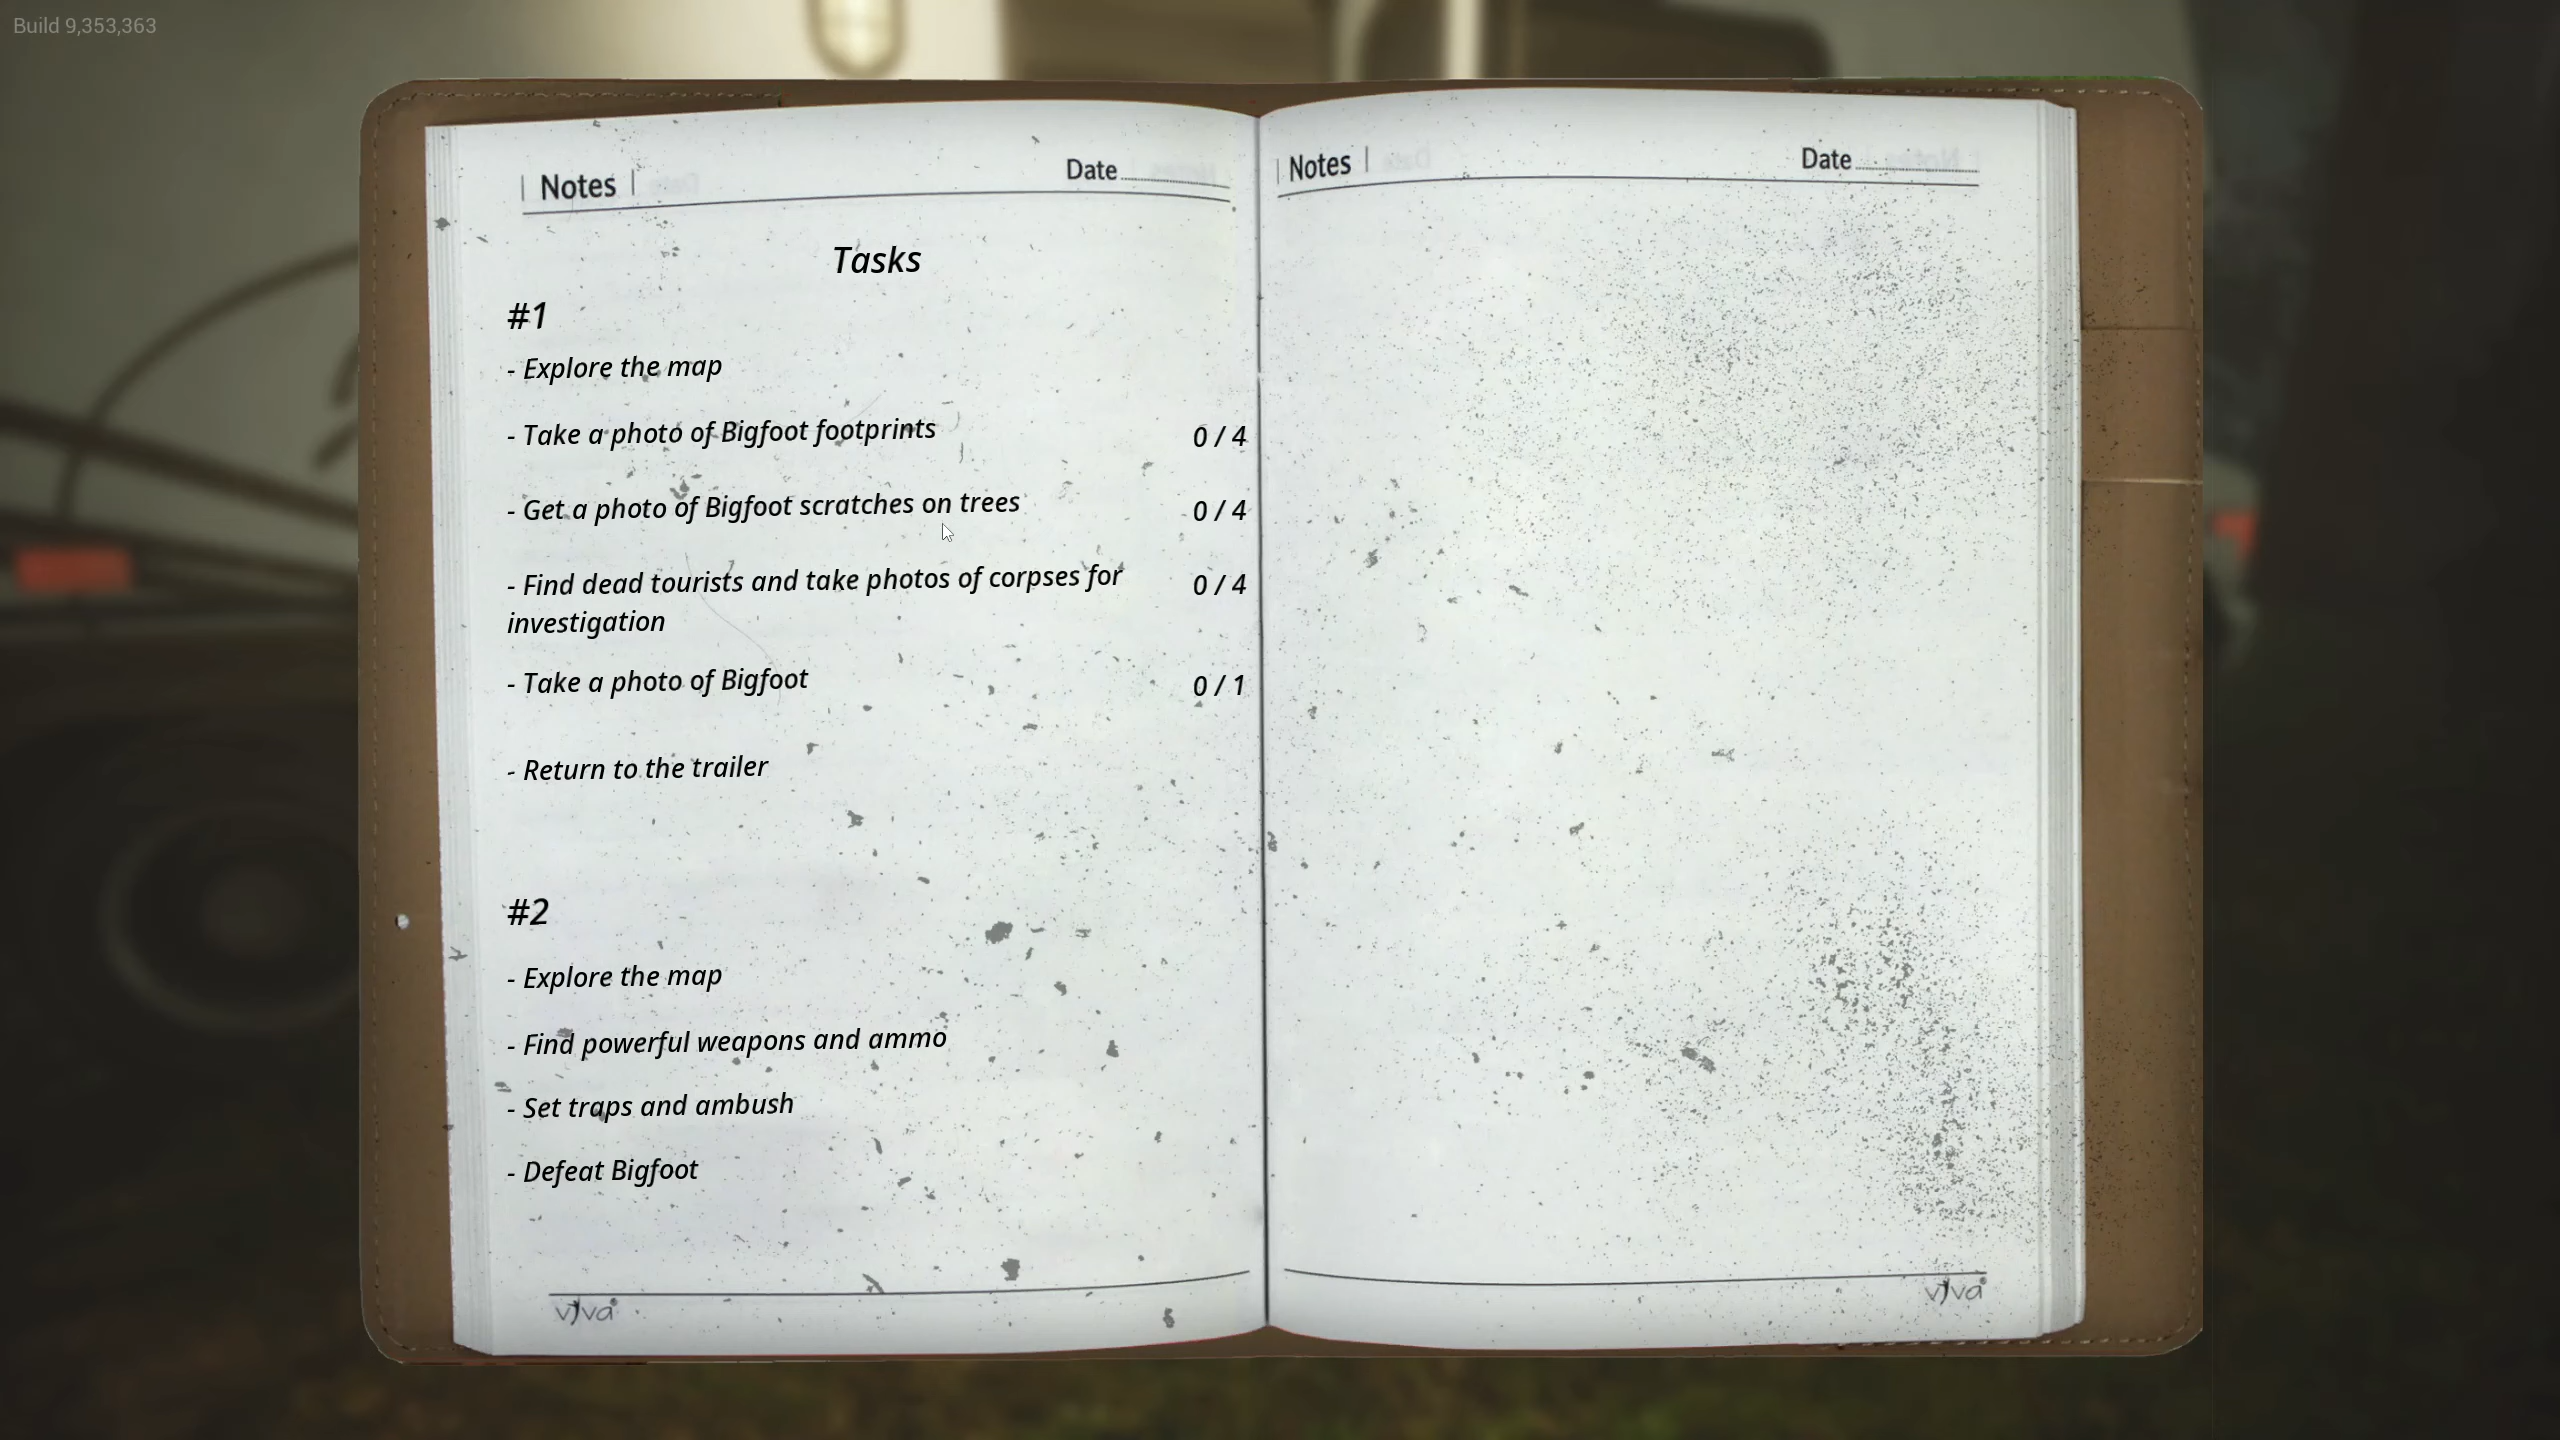 Build 9,353,363
Notes
Date
Tasks
#1
- Explore the map
- Take a photo of Bigfoot footprints 0 / 4
- Get a photo of Bigfoot scratches on trees 0 / 4
- Find dead tourists and take photos of corpses for 0 / 4
investigation
- Take a photo of Bigfoot 0 / 1
- Return to the trailer
#2
- Explore the map
- Find powerful weapons and ammo
- Set traps and ambush
- Defeat Bigfoot
viva
Notes
Date
viva